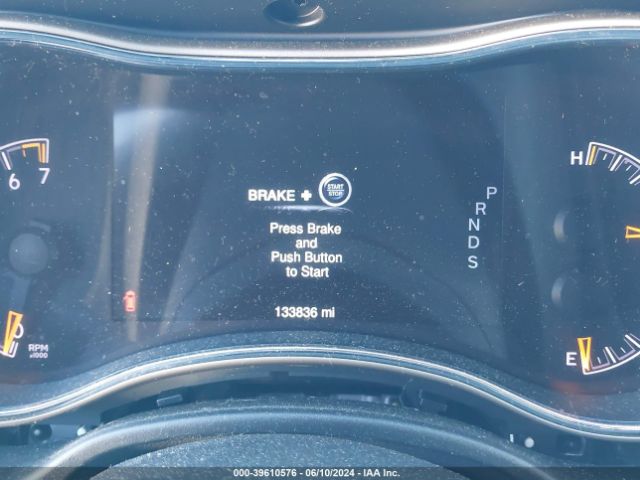 H
6 7
BRAKE + START STOP
P
R
N
D
S
Press Brake
and
Push Button
to Start
133836 mi
0
RPM
x1000
E
000-39610576 - 06/10/2024 - IAA Inc.